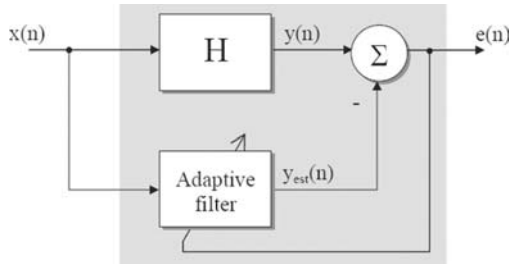 x(n)
H
y(n)
Σ
e(n)
-
Adaptive
filter
y_est(n)